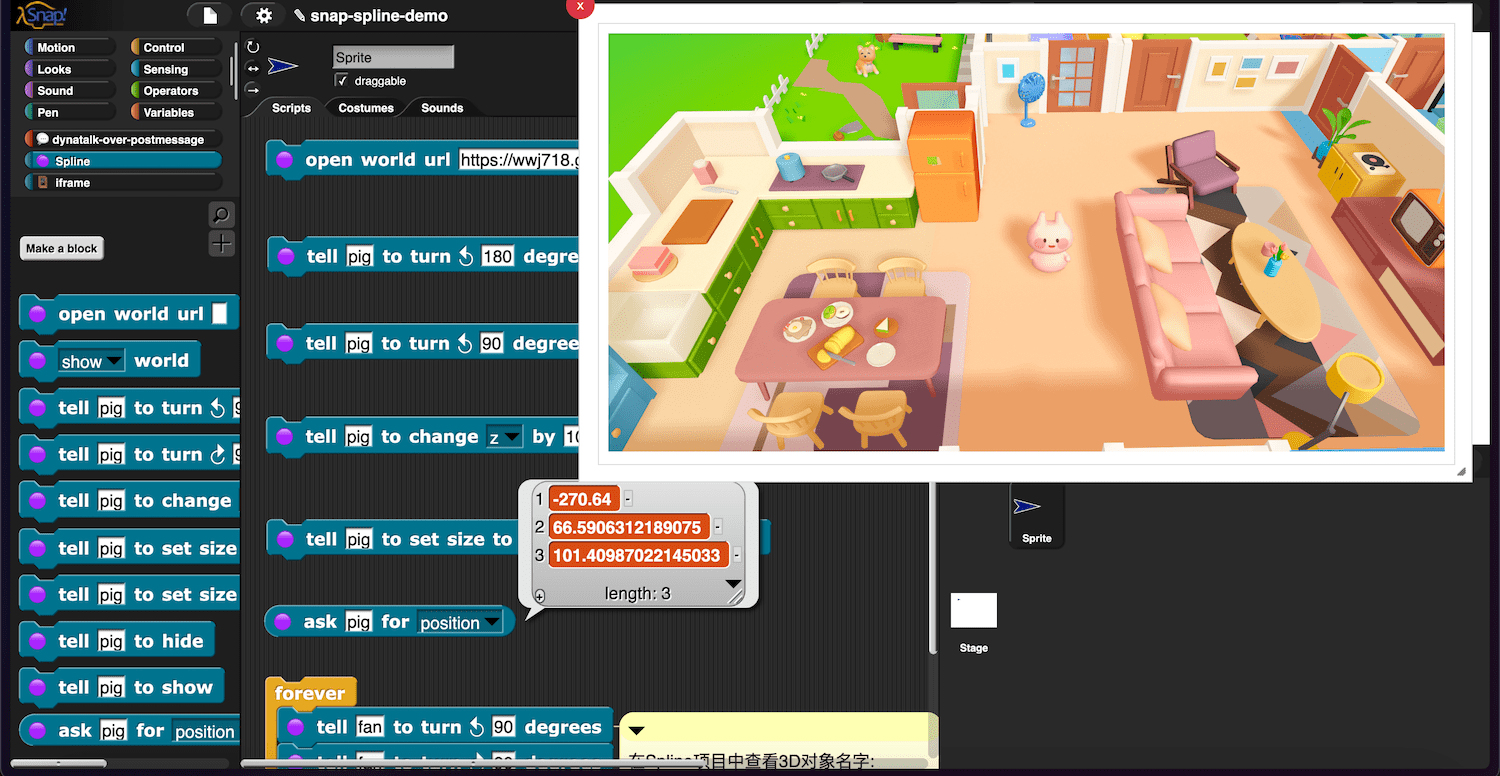 λSnap!
✎ snap-spline-demo
x
Motion
Control
Looks
Sensing
Sound
Operators
Pen
Variables
dynatalk-over-postmessage
Spline
iframe
Make a block
open world url
show world
tell pig to turn
tell pig to turn
tell pig to change
tell pig to set size
tell pig to set size
tell pig to hide
tell pig to show
ask pig for position
Sprite
draggable
Scripts
Costumes
Sounds
open world url https://wwj718.g
tell pig to turn 180 degre
tell pig to turn 90 degree
tell pig to change z by 10
tell pig to set size to
1 -270.64 -
2 66.5906312189075 -
3 101.40987022145033 -
length: 3
ask pig for position
forever
tell fan to turn 90 degrees
在Spline项目中查看3D对象名字:
Sprite
Stage